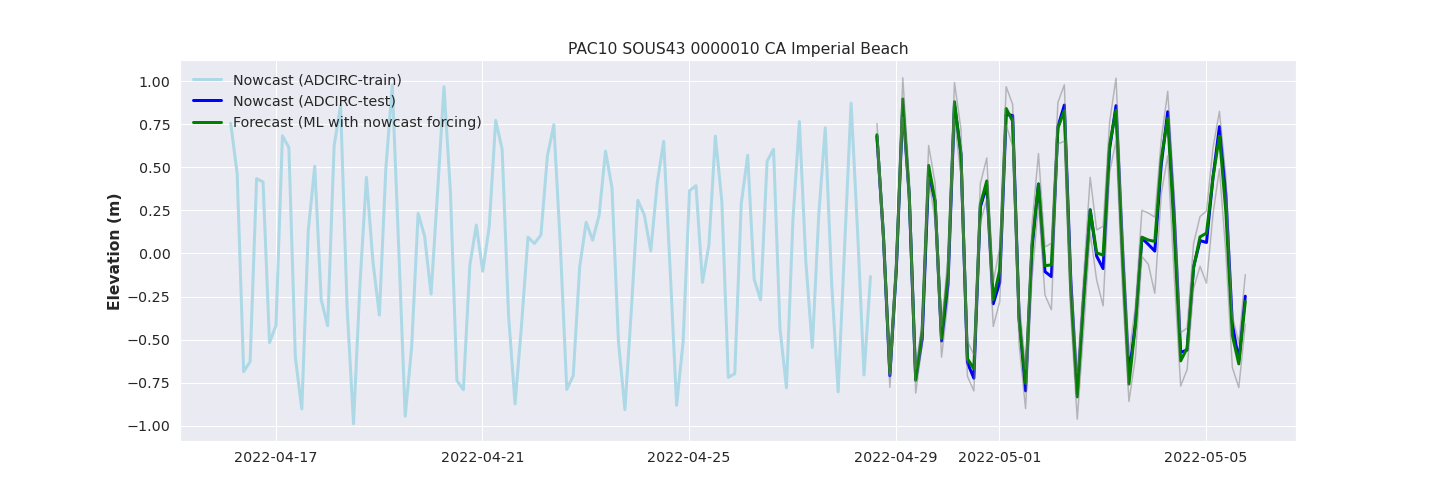 PAC10 SOUS43 0000010 CA Imperial Beach
Nowcast (ADCIRC-train)
Nowcast (ADCIRC-test)
Forecast (ML with nowcast forcing)
Elevation (m)
1.00
0.75
0.50
0.25
0.00
−0.25
−0.50
−0.75
−1.00
2022-04-17 2022-04-21 2022-04-25 2022-04-29 2022-05-01 2022-05-05